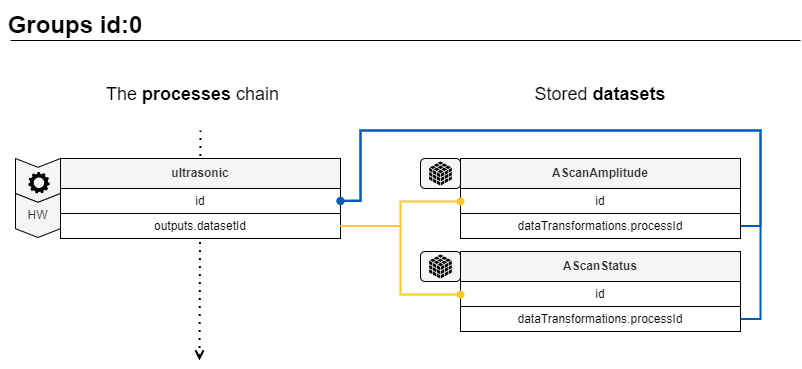 Groups id:0
The processes chain
Stored datasets
ultrasonic
id
outputs.datasetId
HW
AScanAmplitude
id
dataTransformations.processId
AScanStatus
id
dataTransformations.processId